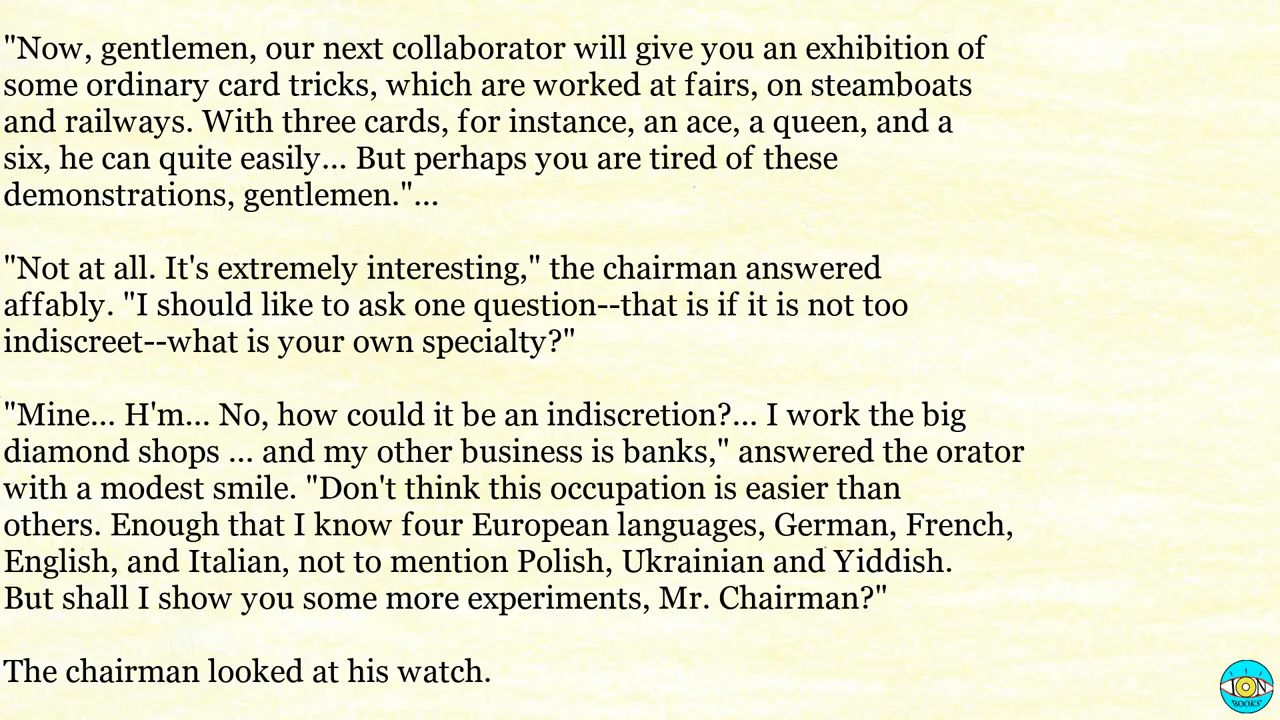 "Now, gentlemen, our next collaborator will give you an exhibition of
some ordinary card tricks, which are worked at fairs, on steamboats
and railways. With three cards, for instance, an ace, a queen, and a
six, he can quite easily... But perhaps you are tired of these
demonstrations, gentlemen."...
"Not at all. It's extremely interesting," the chairman answered
affably. "I should like to ask one question--that is if it is not too
indiscreet--what is your own specialty?"
"Mine... H'm... No, how could it be an indiscretion?... I work the big
diamond shops ... and my other business is banks," answered the orator
with a modest smile. "Don't think this occupation is easier than
others. Enough that I know four European languages, German, French,
English, and Italian, not to mention Polish, Ukrainian and Yiddish.
But shall I show you some more experiments, Mr. Chairman?"
The chairman looked at his watch.
ION
BOOKS